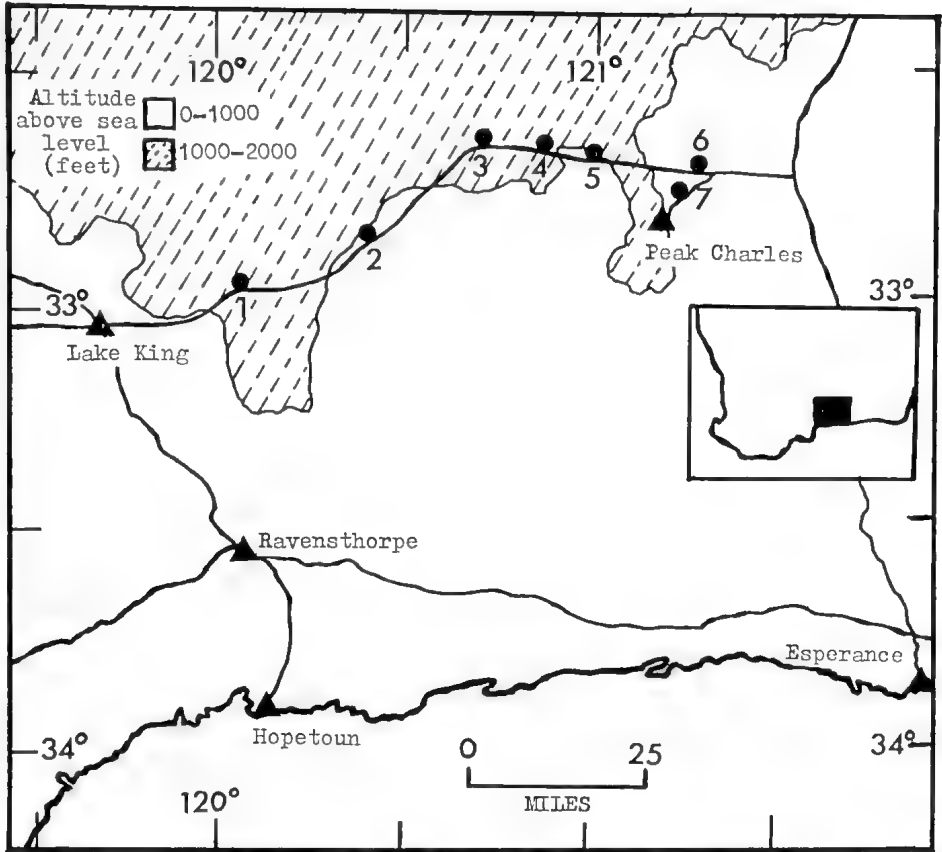 120°
121°
Altitude
above sea
level
(feet)
0-1000
1000-2000
3
4
5
6
7
2
1
Peak Charles
33°
33°
Lake King
Ravensthorpe
Esperance
Hopetoun
34°
34°
0
25
MILES
120°